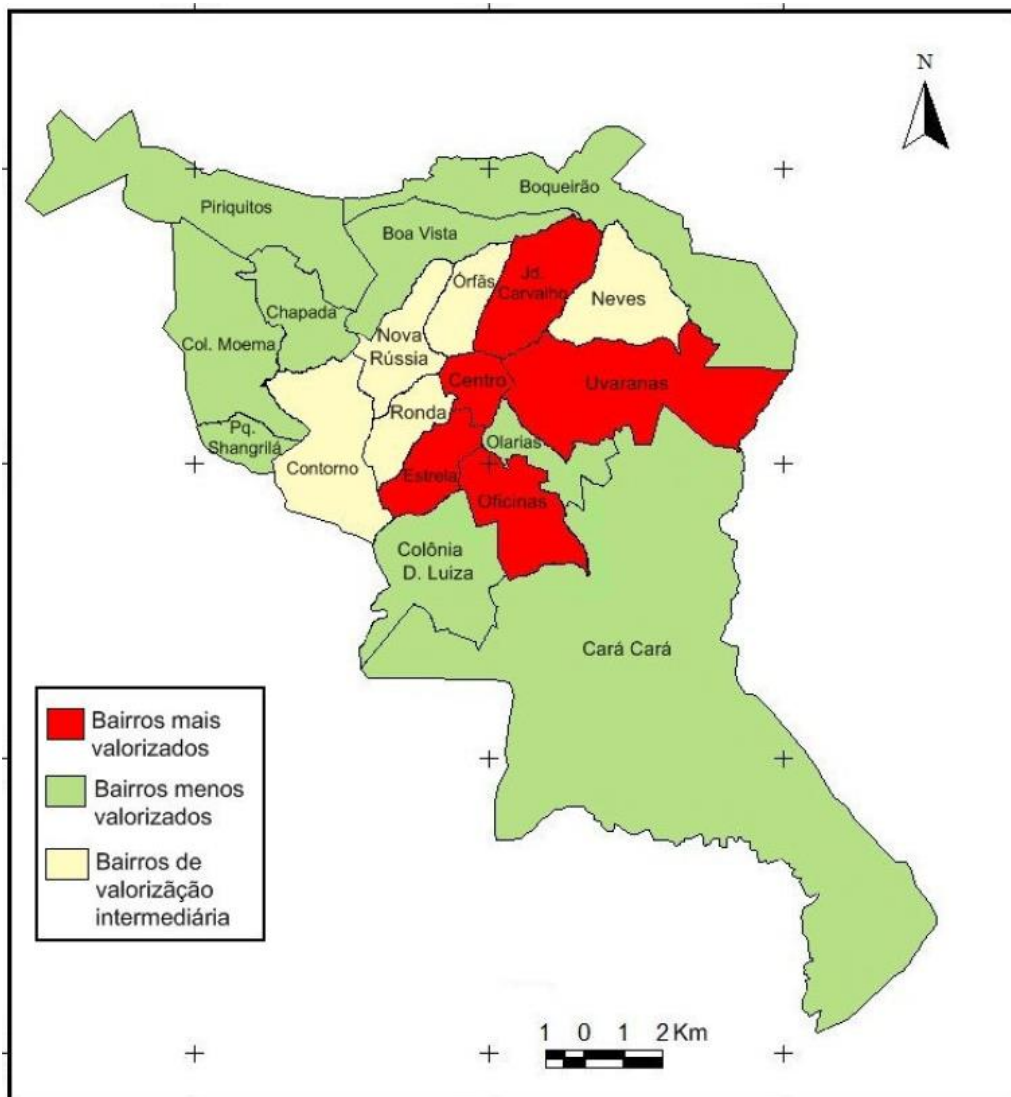 N
Boqueirão
Piriquitos
Boa Vista
Jd.
Carvalho
Órfãs
Neves
Chapada
Nova
Rússia
Col. Moema
Centro
Uvaranas
Ronda
Pq.
Shangrilá
Olarias
Contorno
Estrela
Oficinas
Colônia
D. Luiza
Cará Cará
Bairros mais
valorizados
Bairros menos
valorizados
Bairros de
valorizãção
intermediária
1 0 1 2 Km